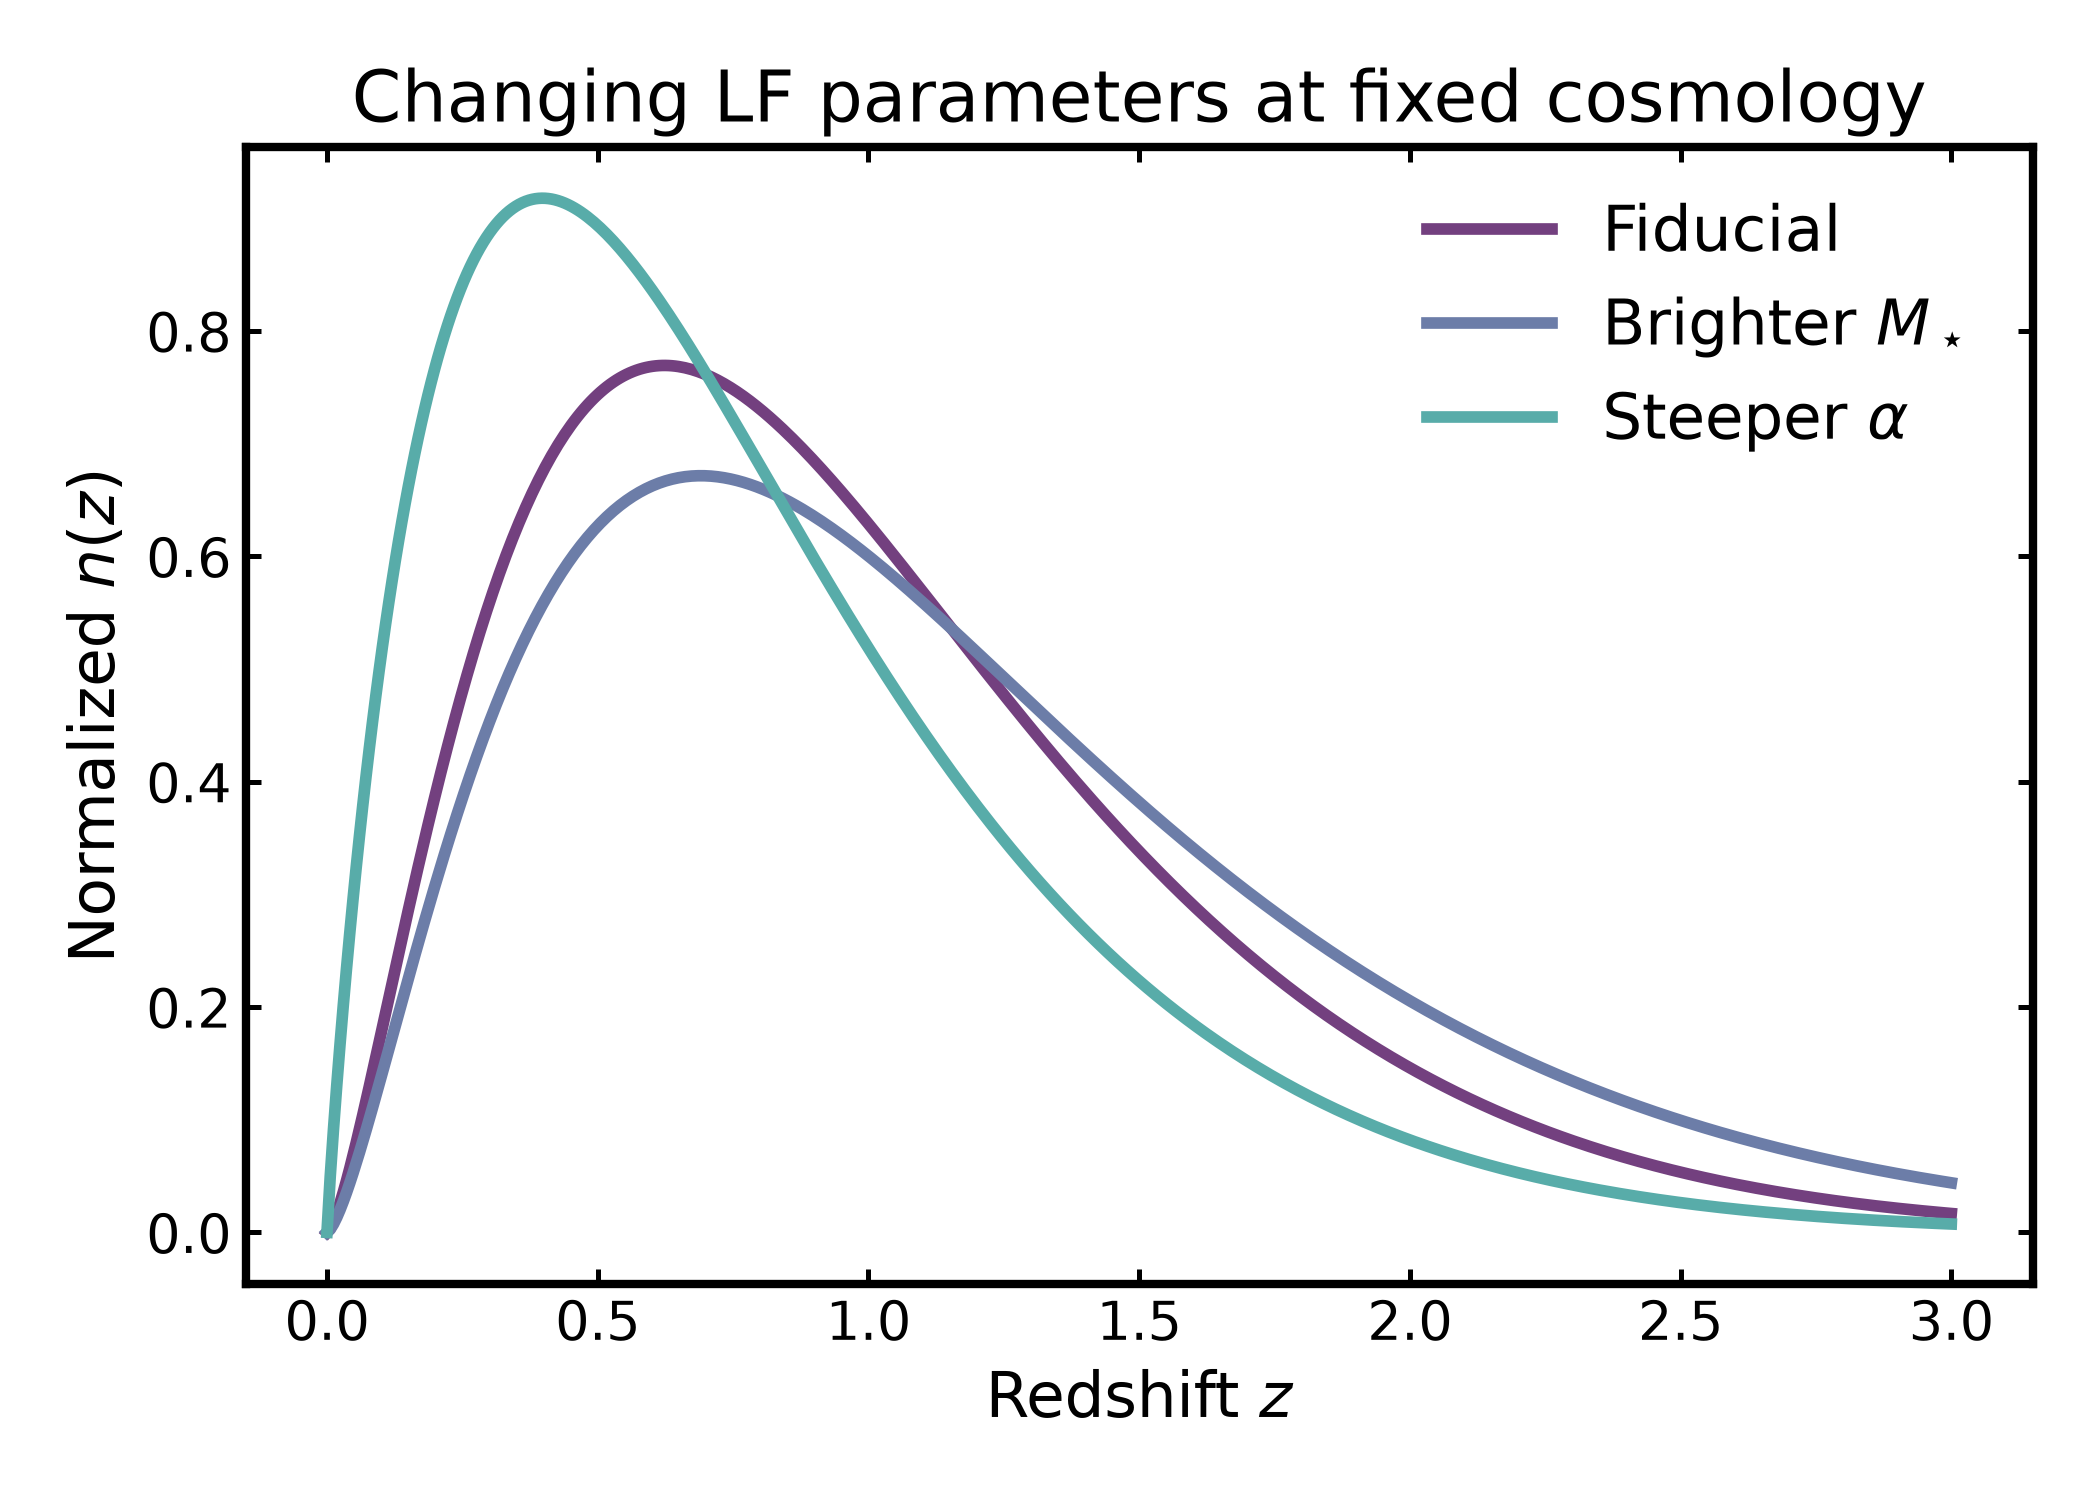 Changing LF parameters at fixed cosmology
Fiducial
Brighter M⋆
Steeper α
Normalized n(z)
0.8
0.6
0.4
0.2
0.0
0.0 0.5 1.0 1.5 2.0 2.5 3.0
Redshift z